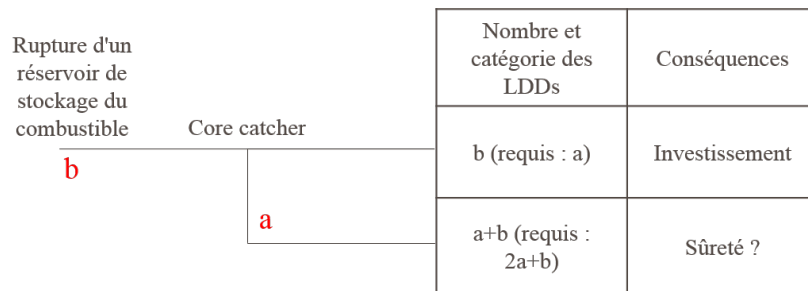 Rupture d'un
réservoir de
stockage du
combustible
Core catcher
b
a
Nombre et
catégorie des
LDDs
Conséquences
b (requis : a)
Investissement
a+b (requis :
2a+b)
Sûreté ?